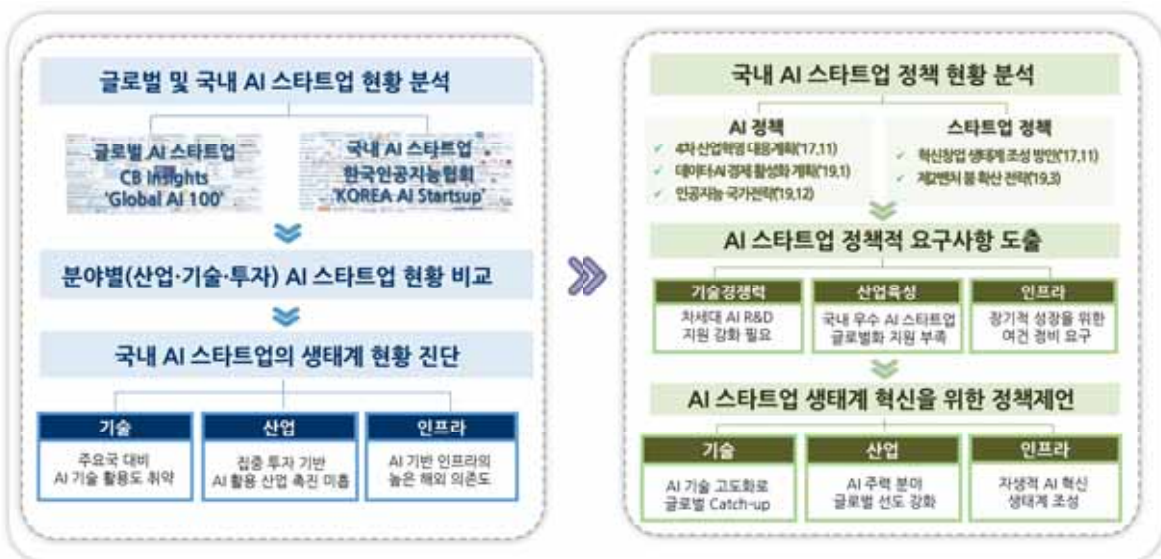 글로벌 및 국내 AI 스타트업 현황 분석
글로벌 AI 스타트업
CB Insights
'Global AI 100'
국내 AI 스타트업
한국인공지능협회
'KOREA AI Startsup'
분야별(산업·기술·투자) AI 스타트업 현황 비교
국내 AI 스타트업의 생태계 현황 진단
기술
주요국 대비
AI 기술 활용도 취약
산업
집중 투자 기반
AI 활용 산업 촉진 미흡
인프라
AI 기반 인프라의
높은 해외 의존도
국내 AI 스타트업 정책 현황 분석
AI 정책
4차 산업혁명 대응계획('17.11)
데이터·AI 경제 활성화 계획('19.1)
인공지능 국가전략('19.12)
스타트업 정책
혁신창업 생태계 조성 방안('17.11)
제2벤처 붐 확산 전략('19.3)
AI 스타트업 정책적 요구사항 도출
기술경쟁력
차세대 AI R&D
지원 강화 필요
산업육성
국내 우수 AI 스타트업
글로벌화 지원 부족
인프라
장기적 성장을 위한
여건 정비 요구
AI 스타트업 생태계 혁신을 위한 정책제언
기술
AI 기술 고도화로
글로벌 Catch-up
산업
AI 주력 분야
글로벌 선도 강화
인프라
자생적 AI 혁신
생태계 조성